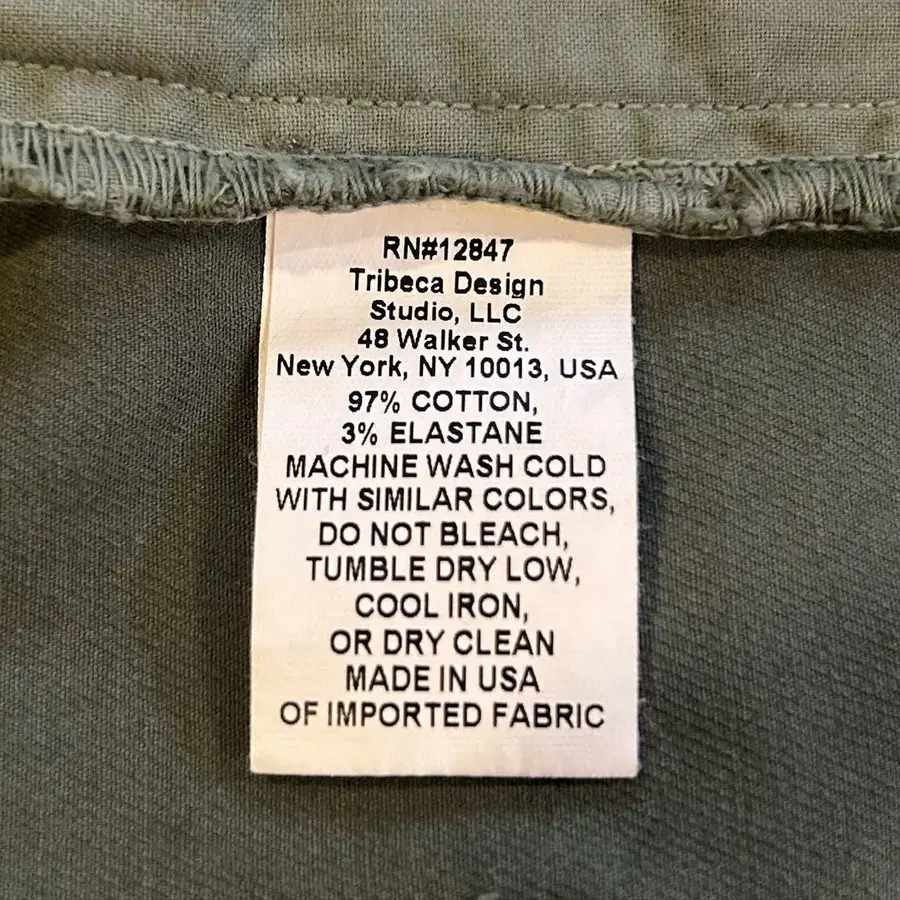 RN#12847
Tribeca Design
Studio, LLC
48 Walker St.
New York, NY 10013, USA
97% COTTON,
3% ELASTANE
MACHINE WASH COLD
WITH SIMILAR COLORS,
DO NOT BLEACH,
TUMBLE DRY LOW,
COOL IRON,
OR DRY CLEAN
MADE IN USA
OF IMPORTED FABRIC